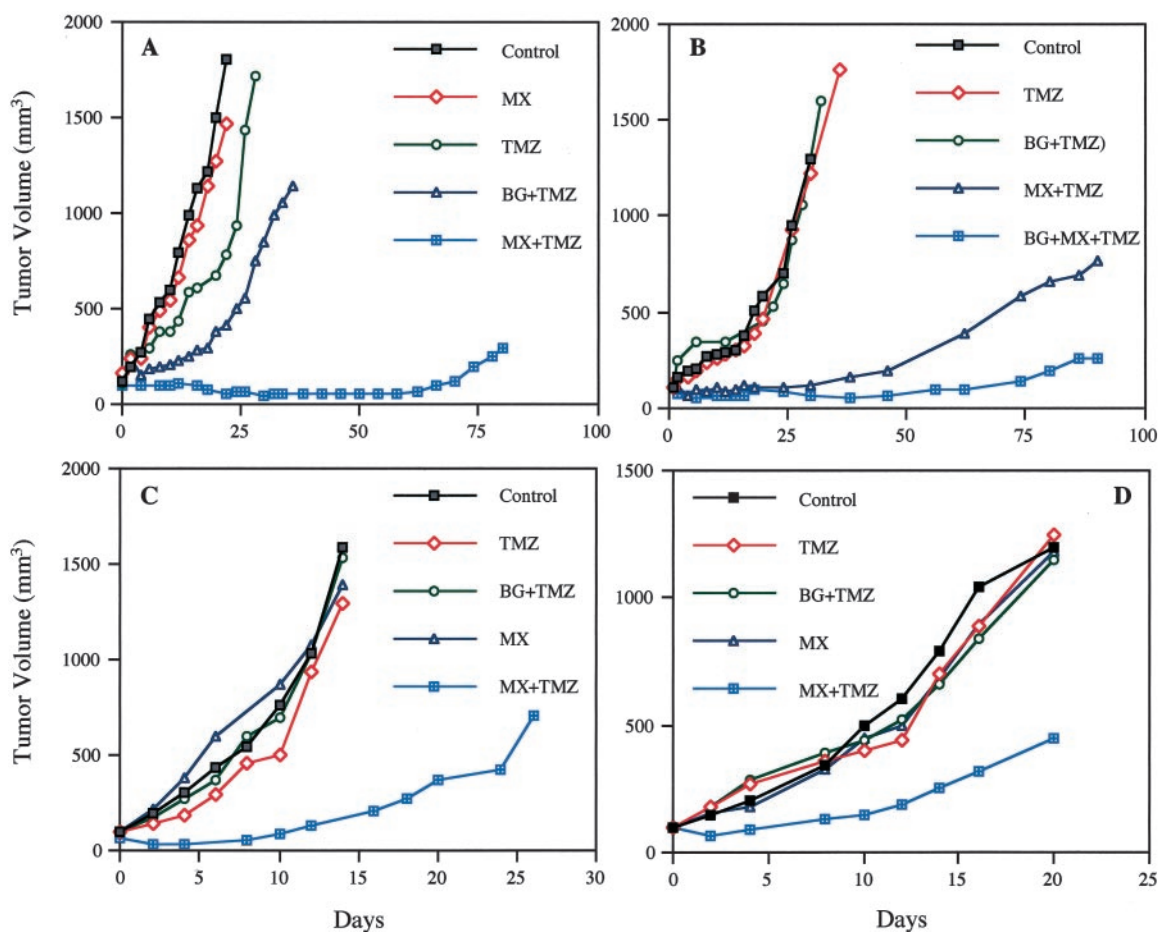 A
Tumor Volume (mm³)
2000
1500
1000
500
0
0
25
50
75
100
Control
MX
TMZ
BG+TMZ
MX+TMZ
B
2000
1500
1000
500
0
0
25
50
75
100
Control
TMZ
BG+TMZ)
MX+TMZ
BG+MX+TMZ
C
Tumor Volume (mm³)
2000
1500
1000
500
0
0
5
10
15
20
25
30
Days
Control
TMZ
BG+TMZ
MX
MX+TMZ
D
1500
1000
500
0
0
5
10
15
20
25
Days
Control
TMZ
BG+TMZ
MX
MX+TMZ